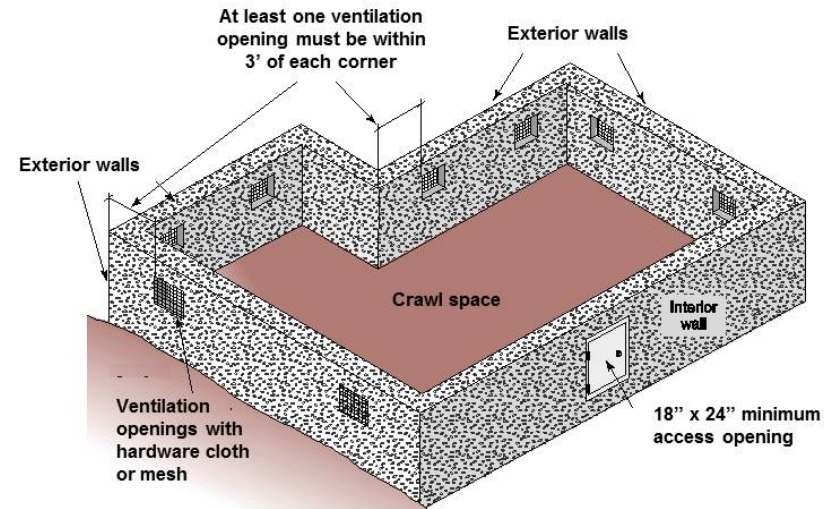 At least one ventilation
opening must be within
3’ of each corner
Exterior walls
Exterior walls
Crawl space
Interior
wall
Ventilation
openings with
hardware cloth
or mesh
18” x 24” minimum
access opening